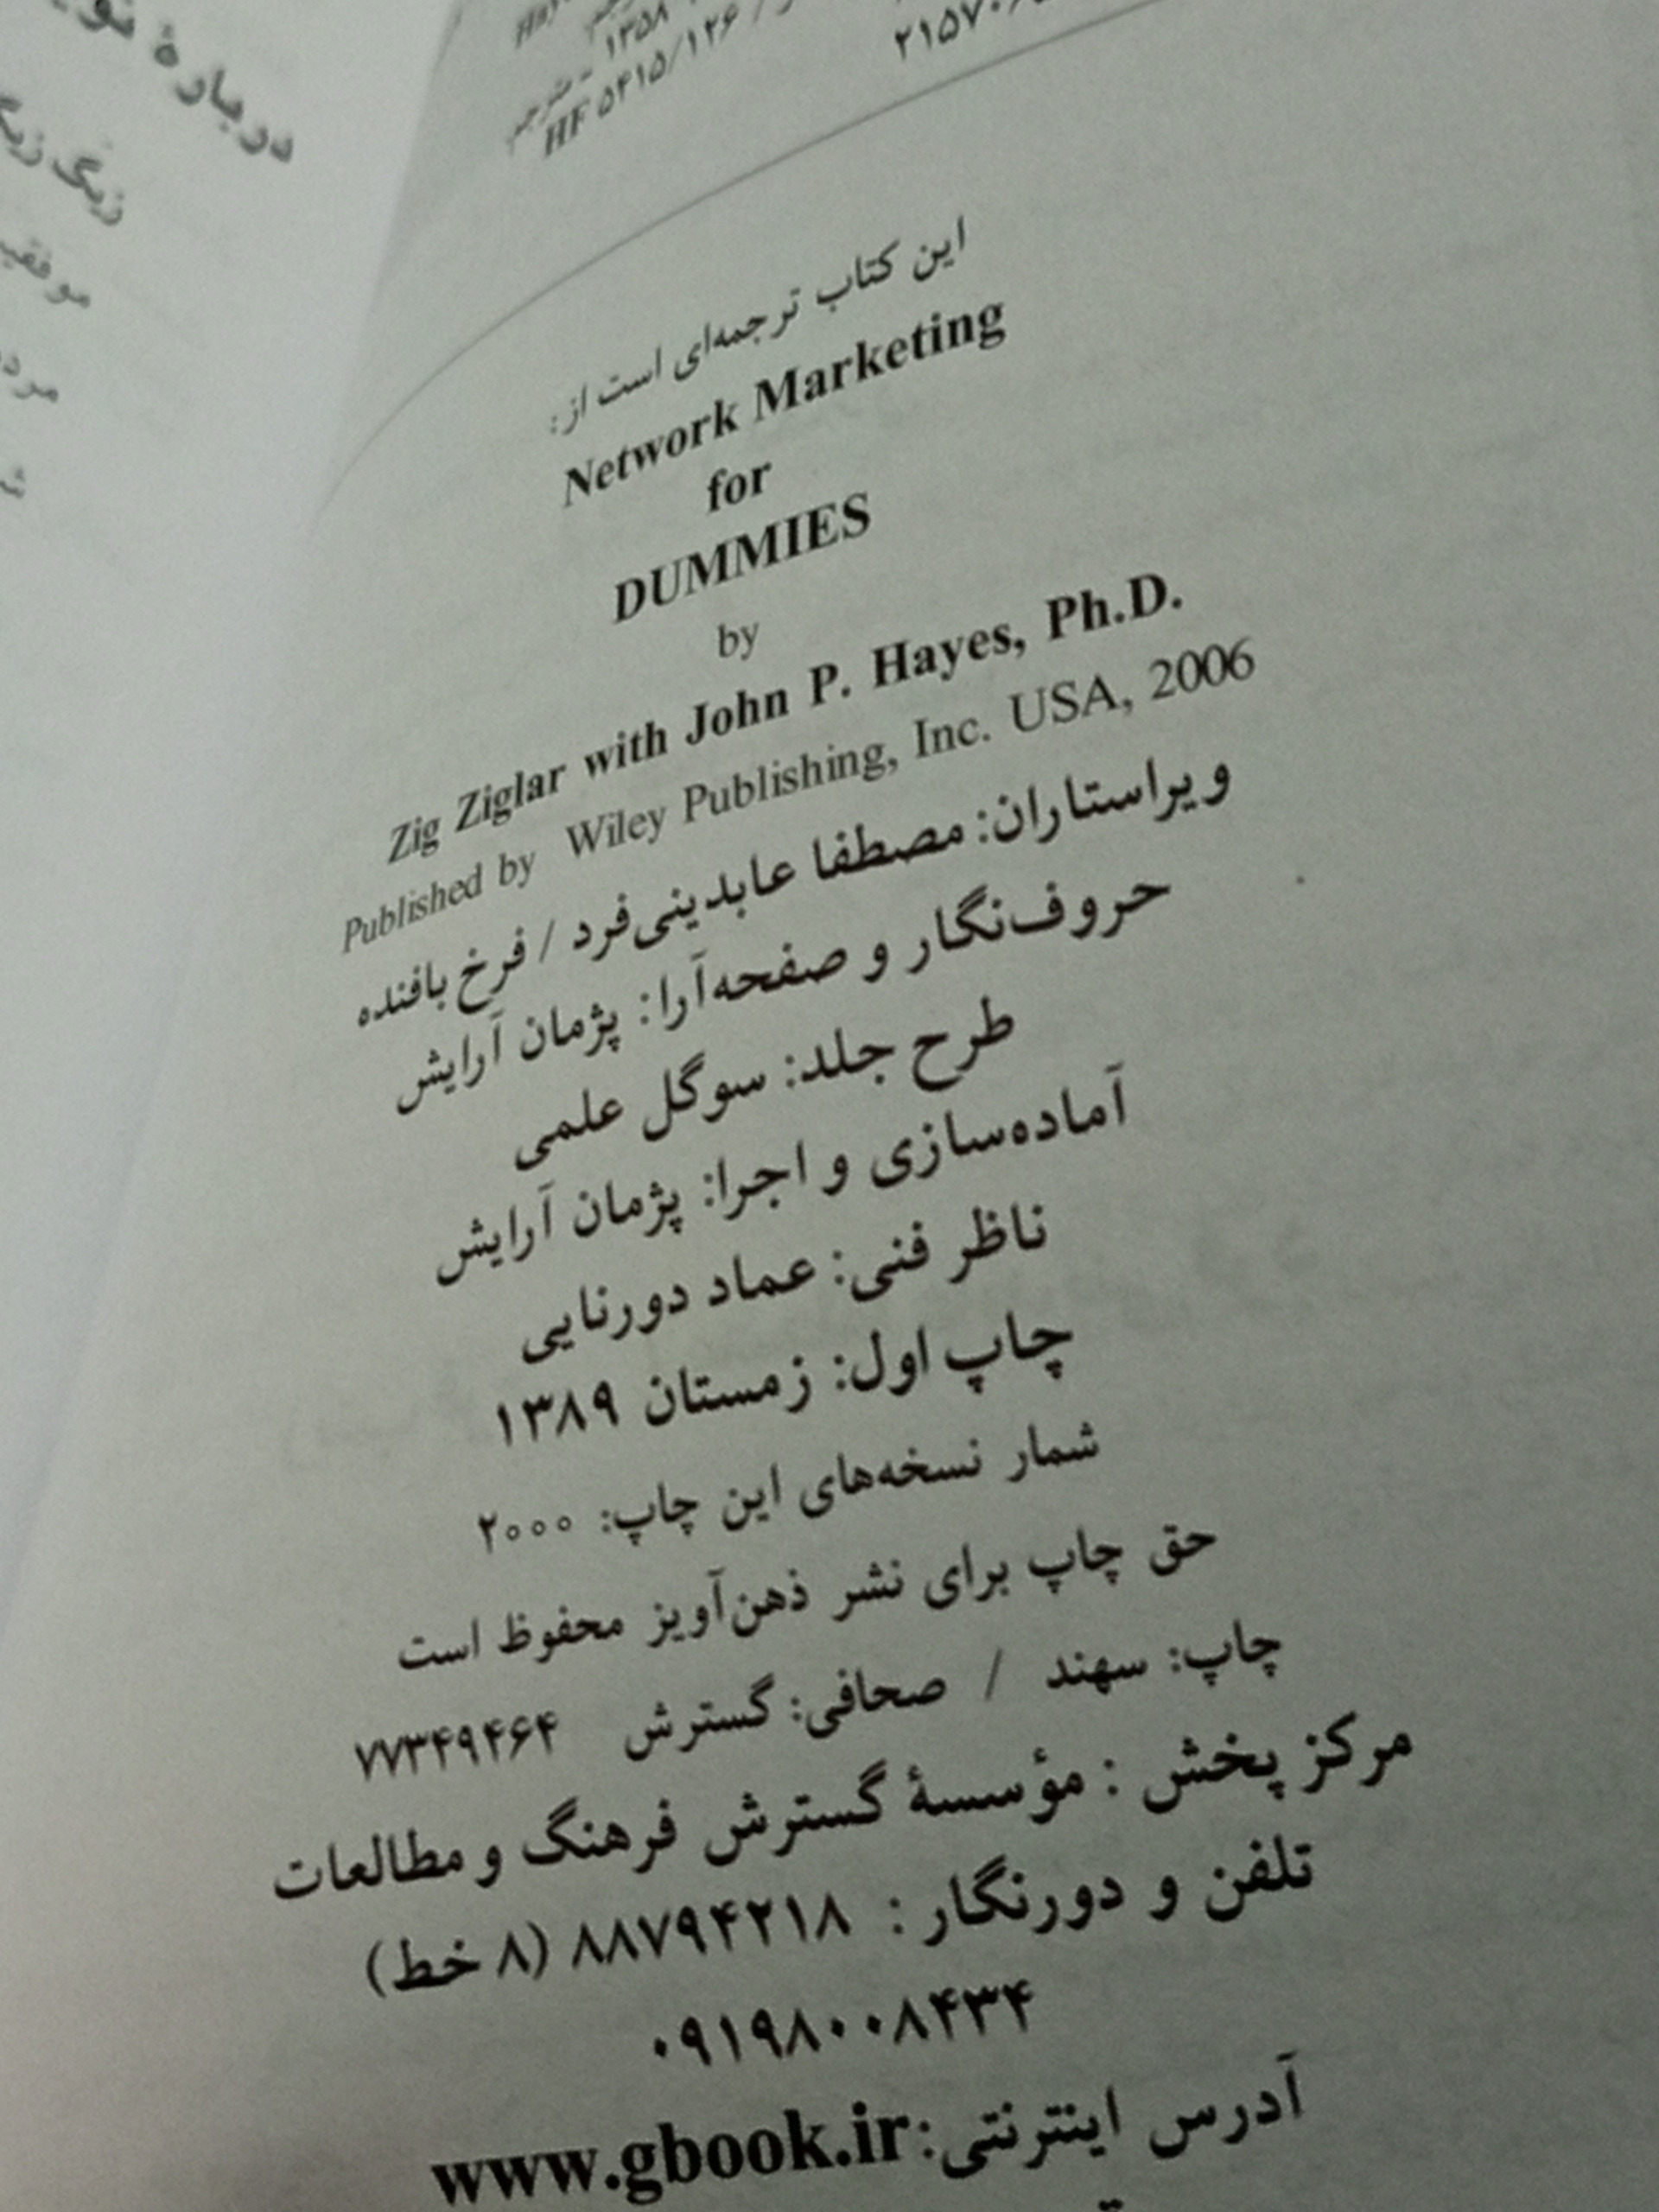 دربارهٔ
زیگ
۱۳۵۸ - مترجم
HF ۵۴۱۵/۱۲۶
این کتاب ترجمه‌ای است از:
Network Marketing
for
DUMMIES
by
Zig Ziglar with John P. Hayes, Ph.D.
Published by Wiley Publishing, Inc. USA, 2006
ویراستاران: مصطفا عابدینی‌فرد / فرخ بافنده
حروف‌نگار و صفحه‌آرا: پژمان آرایش
طرح جلد: سوگل علمی
آماده‌سازی و اجرا: پژمان آرایش
ناظر فنی: عماد دورنایی
چاپ اول: زمستان ۱۳۸۹
شمار نسخه‌های این چاپ: ۲۰۰۰
حق چاپ برای نشر ذهن‌آویز محفوظ است
چاپ: سهند / صحافی: گسترش ۷۷۳۴۹۴۶۴
مرکز پخش : مؤسسهٔ گسترش فرهنگ و مطالعات
تلفن و دورنگار : ۸۸۷۹۴۲۱۸ (۸ خط)
۰۹۱۹۸۰۰۸۴۳۴
آدرس اینترنتی: www.gbook.ir